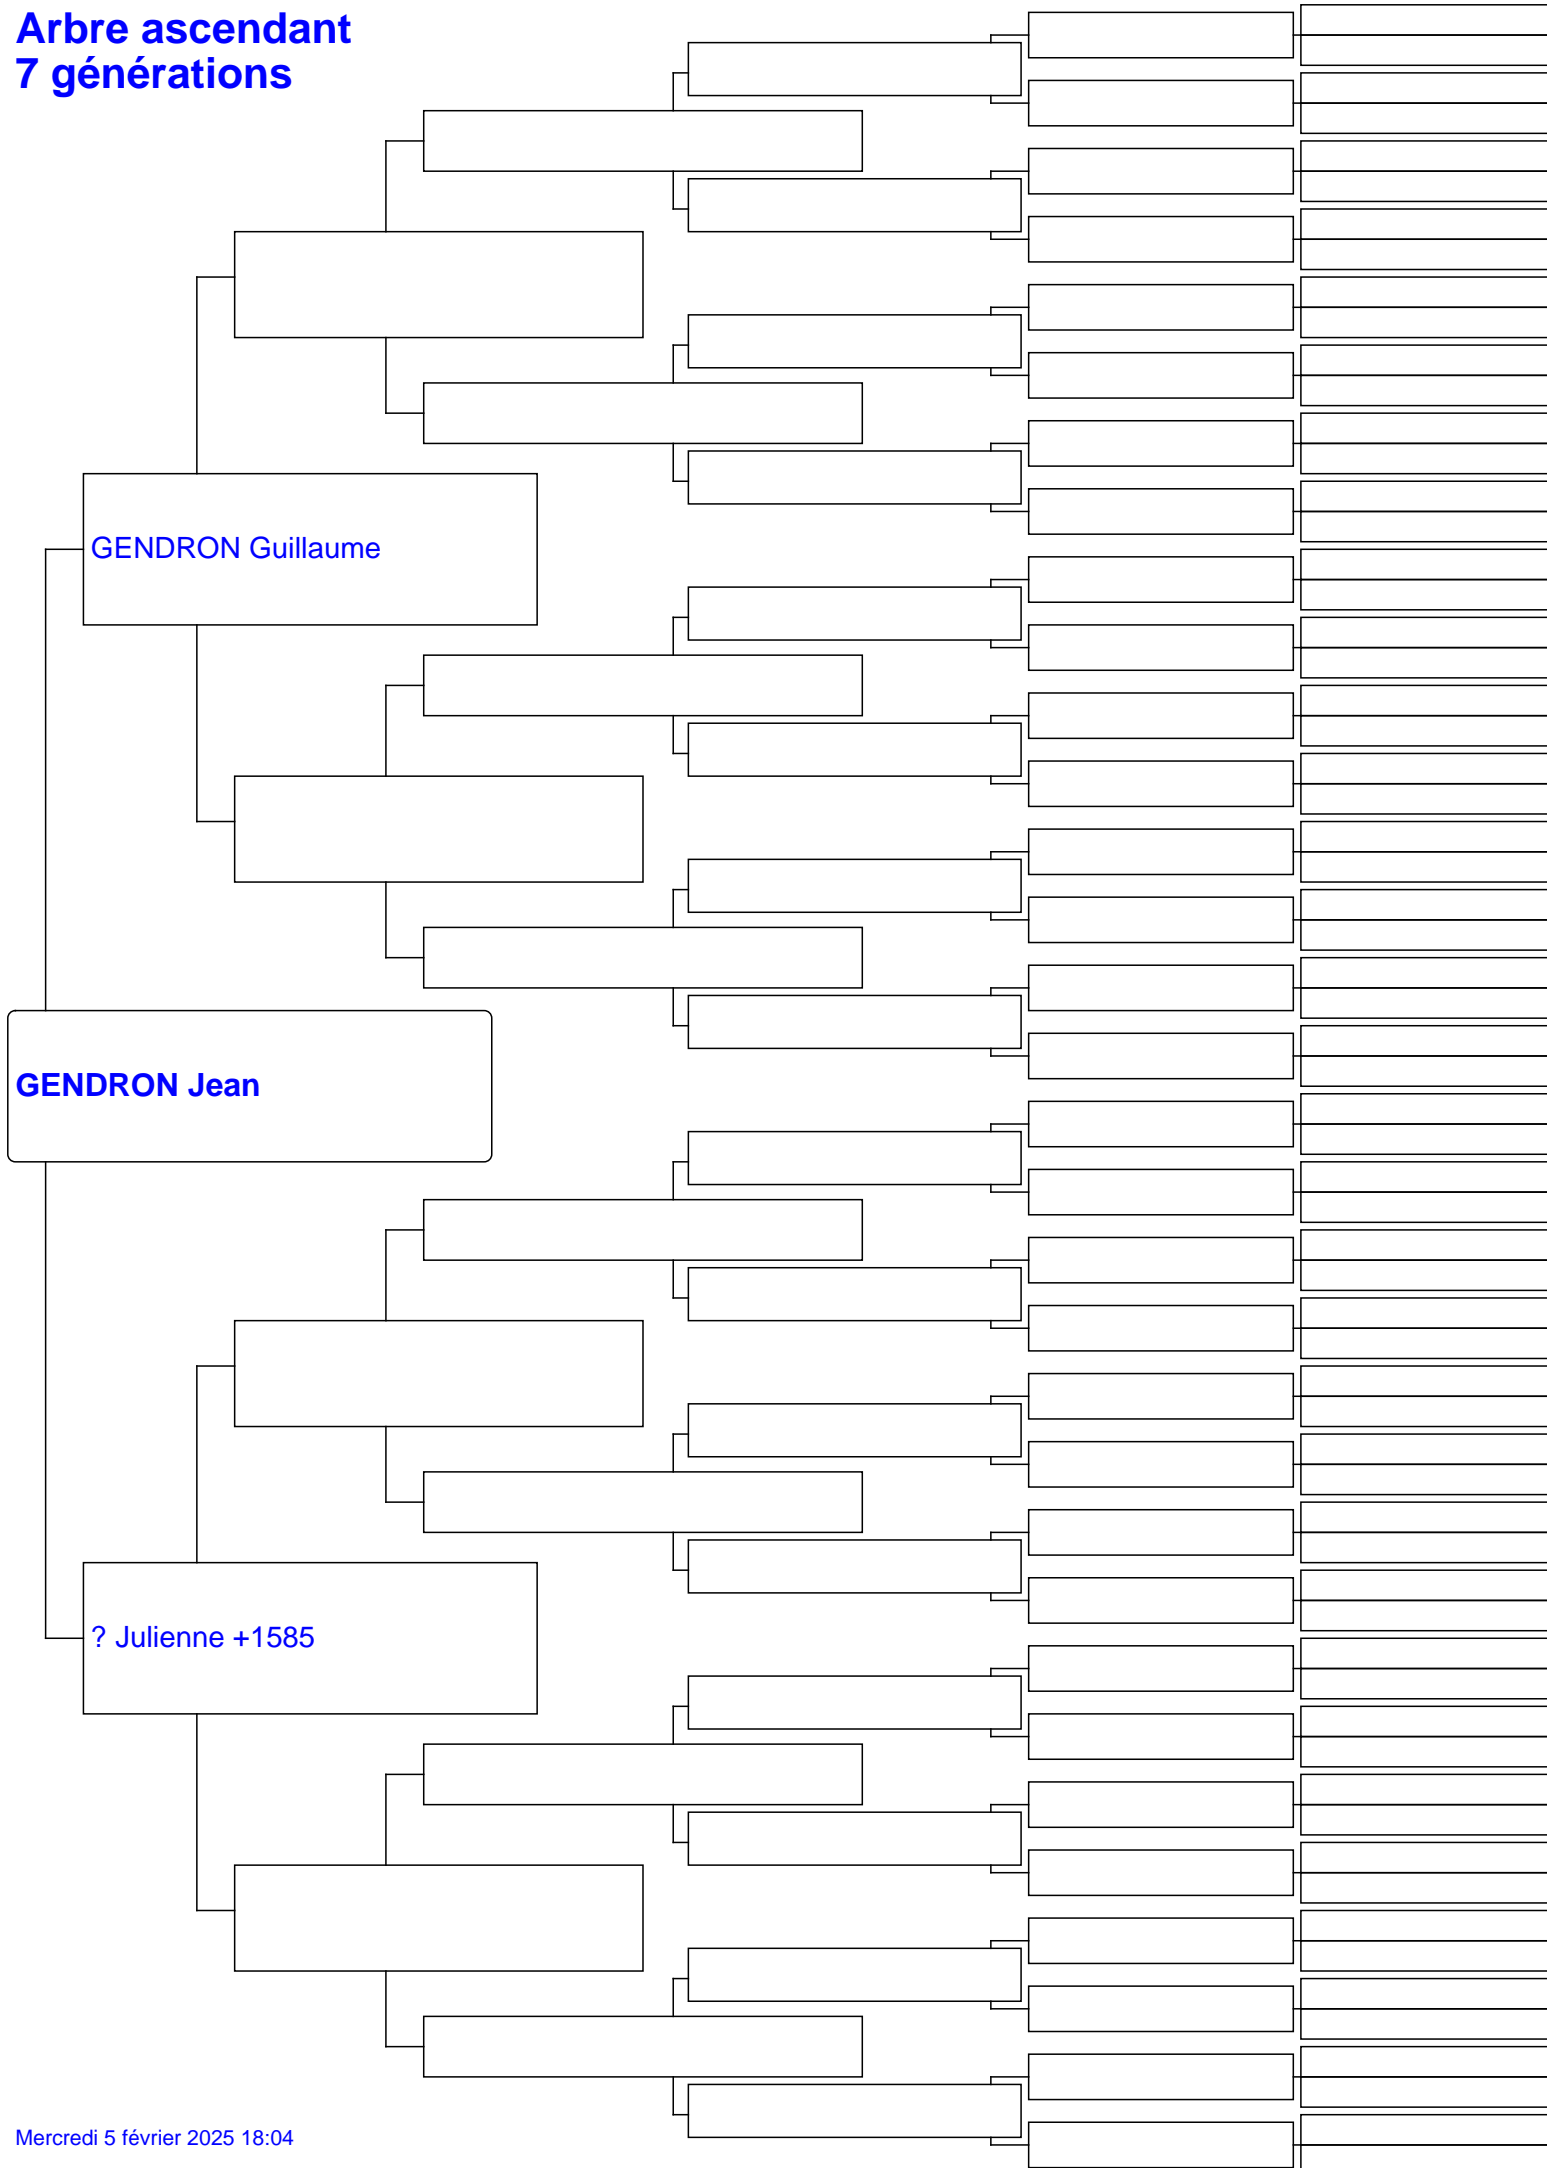 Arbre ascendant
7 générations
GENDRON Guillaume
GENDRON Jean
? Julienne +1585
Mercredi 5 février 2025 18:04